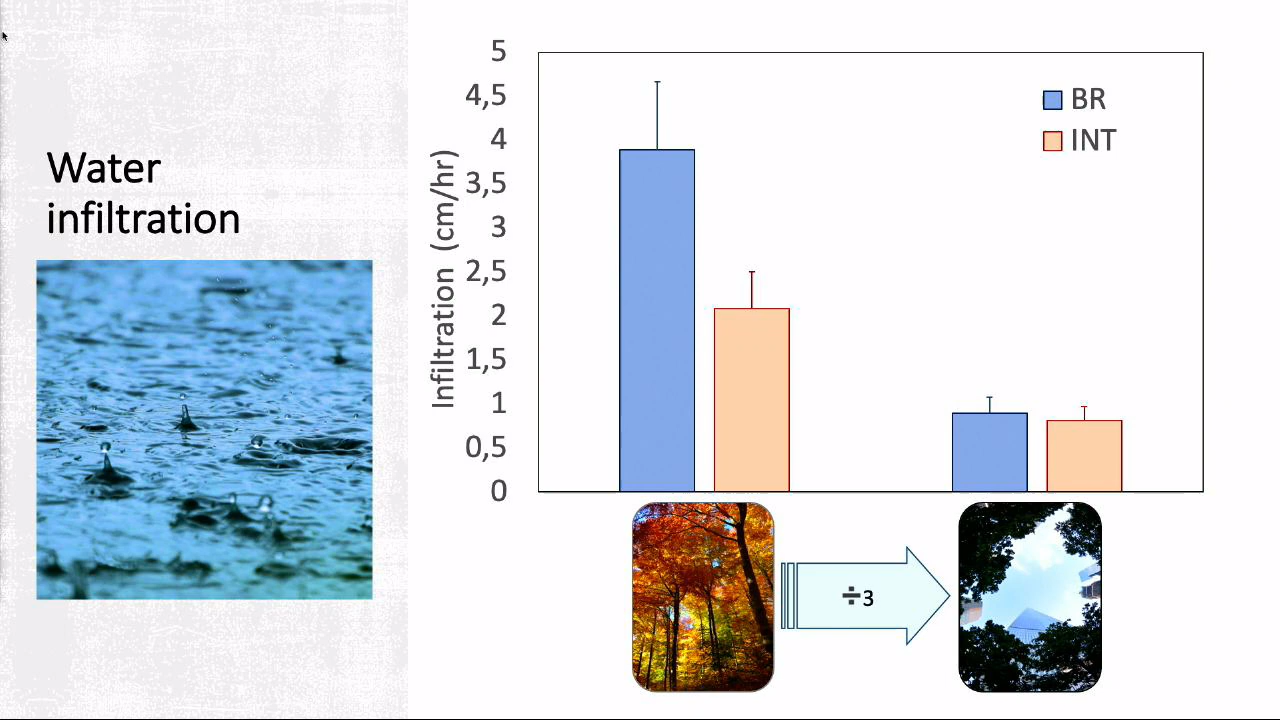 Water
infiltration
Infiltration (cm/hr)
5
4,5
4
3,5
3
2,5
2
1,5
1
0,5
0
BR
INT
÷3